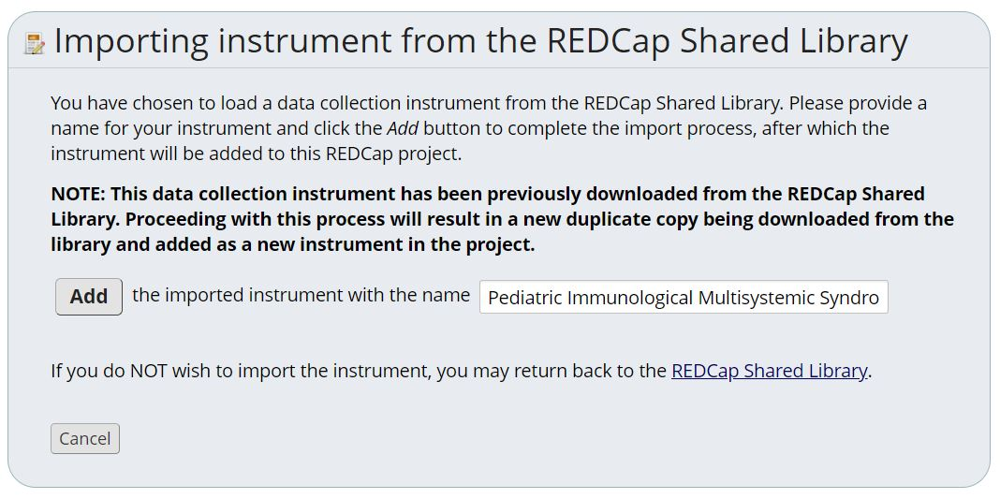 Importing instrument from the REDCap Shared Library
You have chosen to load a data collection instrument from the REDCap Shared Library. Please provide a
name for your instrument and click the Add button to complete the import process, after which the
instrument will be added to this REDCap project.
NOTE: This data collection instrument has been previously downloaded from the REDCap Shared
Library. Proceeding with this process will result in a new duplicate copy being downloaded from the
library and added as a new instrument in the project.
Add the imported instrument with the name Pediatric Immunological Multisystemic Syndro
If you do NOT wish to import the instrument, you may return back to the REDCap Shared Library.
Cancel